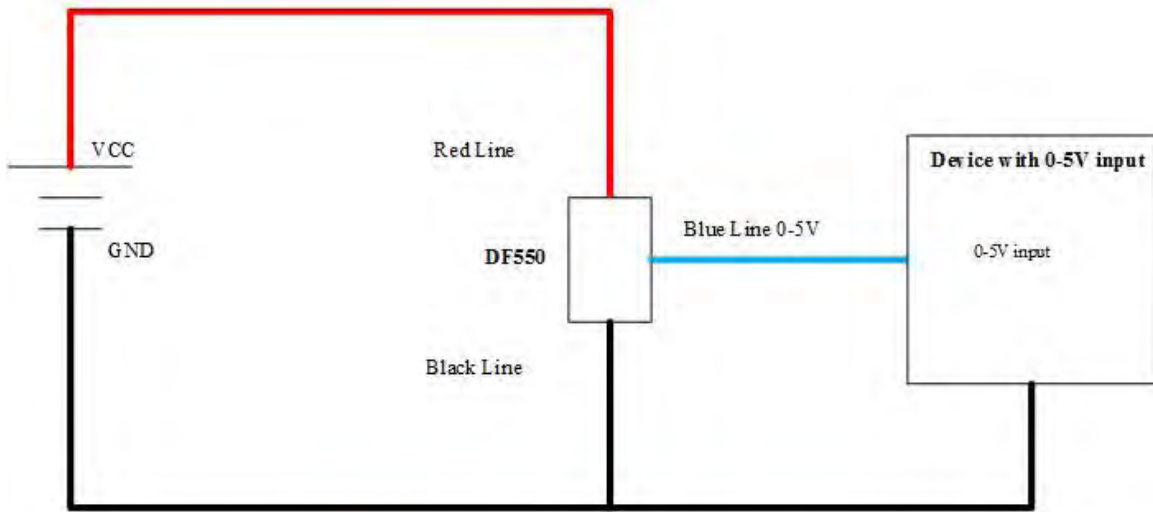 VCC
Red Line
Device with 0-5V input
Blue Line 0-5V
GND
DF550
0-5V input
Black Line